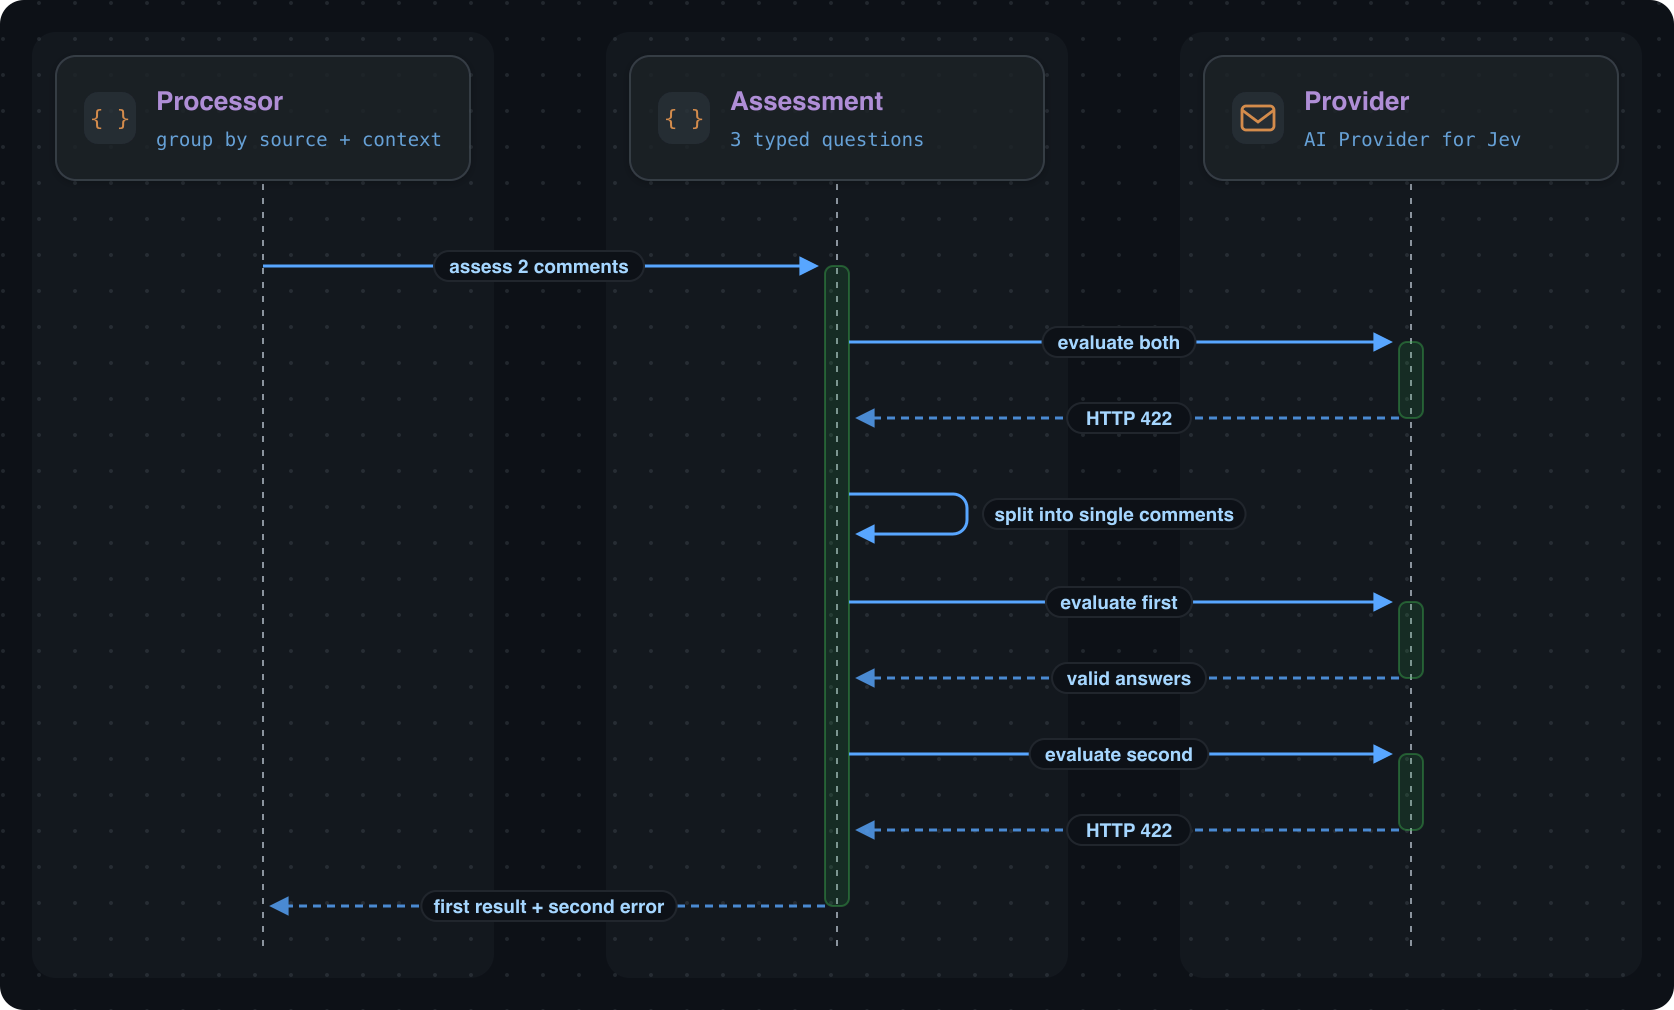 { }
Processor
group by source + context
{ }
Assessment
3 typed questions
Provider
AI Provider for Jev
assess 2 comments
evaluate both
HTTP 422
split into single comments
evaluate first
valid answers
evaluate second
HTTP 422
first result + second error